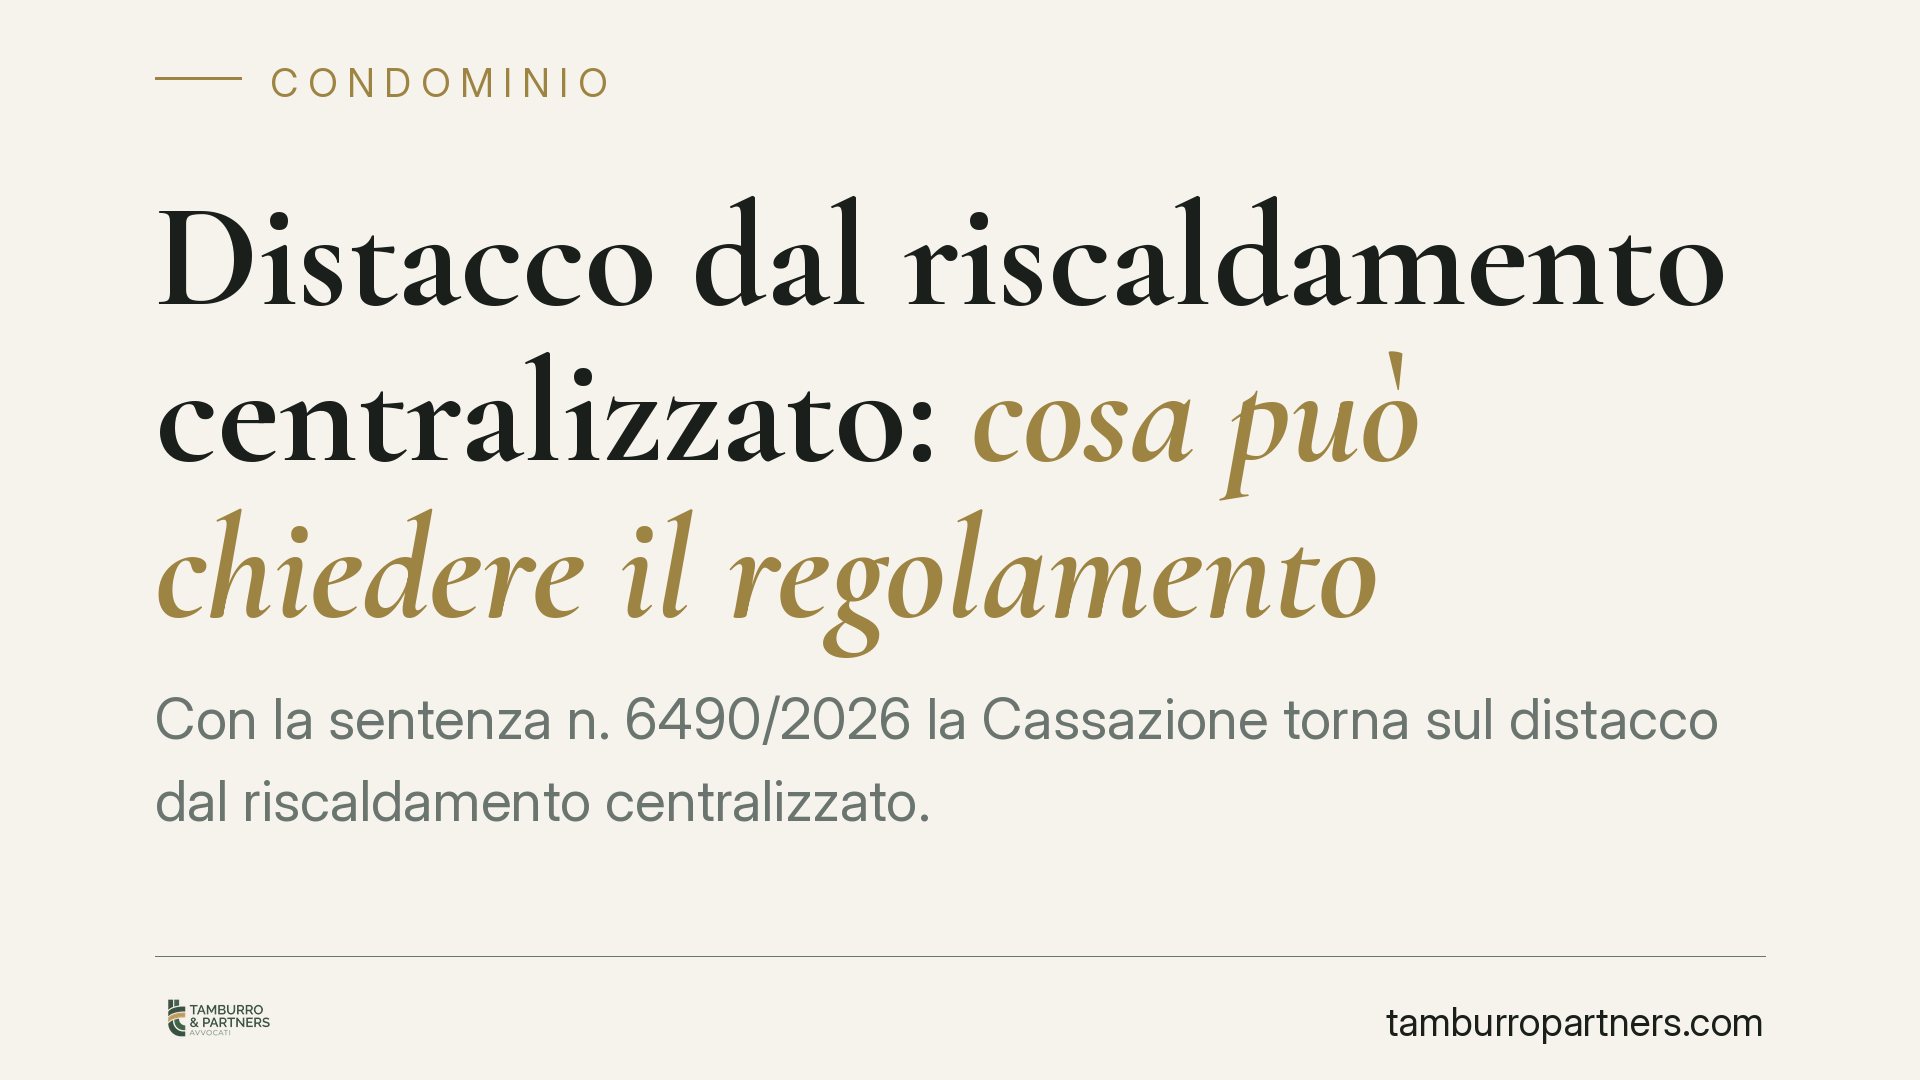 CONDOMINIO
Distacco dal riscaldamento
centralizzato: cosa può
chiedere il regolamento
Con la sentenza n. 6490/2026 la Cassazione torna sul distacco
dal riscaldamento centralizzato.
TAMBURRO
& PARTNERS
AVVOCATI
tamburropartners.com